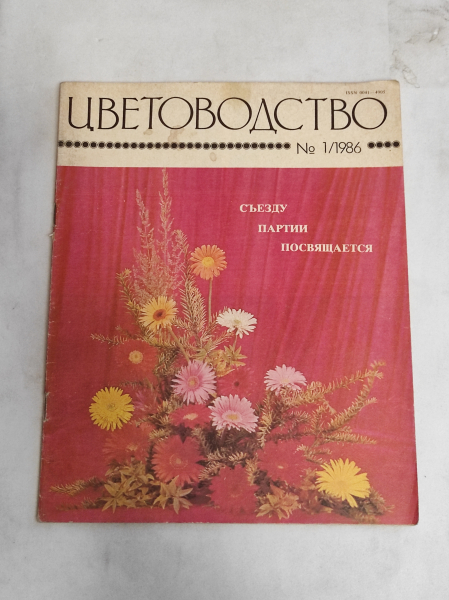 ЦВЕТОВОДСТВО
№ 1/1986
СЪЕЗДУ
ПАРТИИ
ПОСВЯЩАЕТСЯ